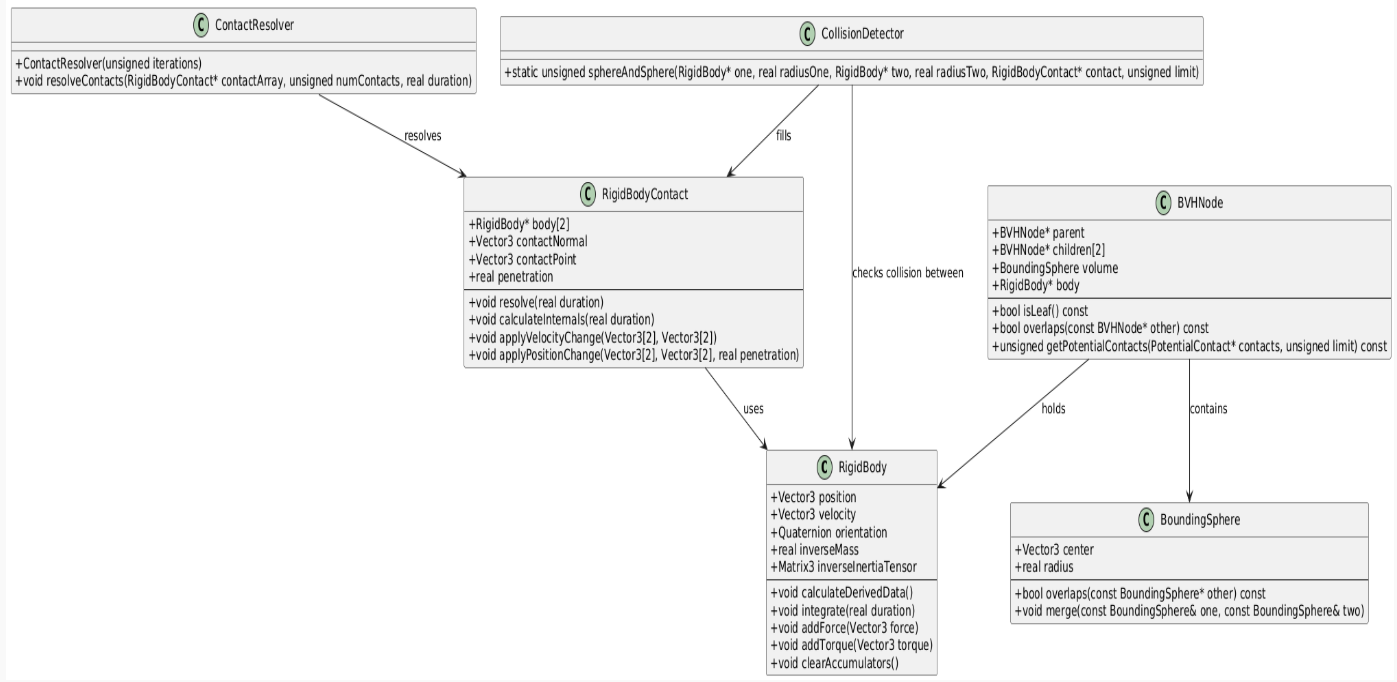 C ContactResolver
+ContactResolver(unsigned iterations)
+void resolveContacts(RigidBodyContact* contactArray, unsigned numContacts, real duration)
C CollisionDetector
+static unsigned sphereAndSphere(RigidBody* one, real radiusOne, RigidBody* two, real radiusTwo, RigidBodyContact* contact, unsigned limit)
resolves
fills
checks collision between
C RigidBodyContact
+RigidBody* body[2]
+Vector3 contactNormal
+Vector3 contactPoint
+real penetration
+void resolve(real duration)
+void calculateInternals(real duration)
+void applyVelocityChange(Vector3[2], Vector3[2])
+void applyPositionChange(Vector3[2], Vector3[2], real penetration)
C BVHNode
+BVHNode* parent
+BVHNode* children[2]
+BoundingSphere volume
+RigidBody* body
+bool isLeaf() const
+bool overlaps(const BVHNode* other) const
+unsigned getPotentialContacts(PotentialContact* contacts, unsigned limit) const
uses
holds
contains
C RigidBody
+Vector3 position
+Vector3 velocity
+Quaternion orientation
+real inverseMass
+Matrix3 inverseInertiaTensor
+void calculateDerivedData()
+void integrate(real duration)
+void addForce(Vector3 force)
+void addTorque(Vector3 torque)
+void clearAccumulators()
C BoundingSphere
+Vector3 center
+real radius
+bool overlaps(const BoundingSphere* other) const
+void merge(const BoundingSphere& one, const BoundingSphere& two)